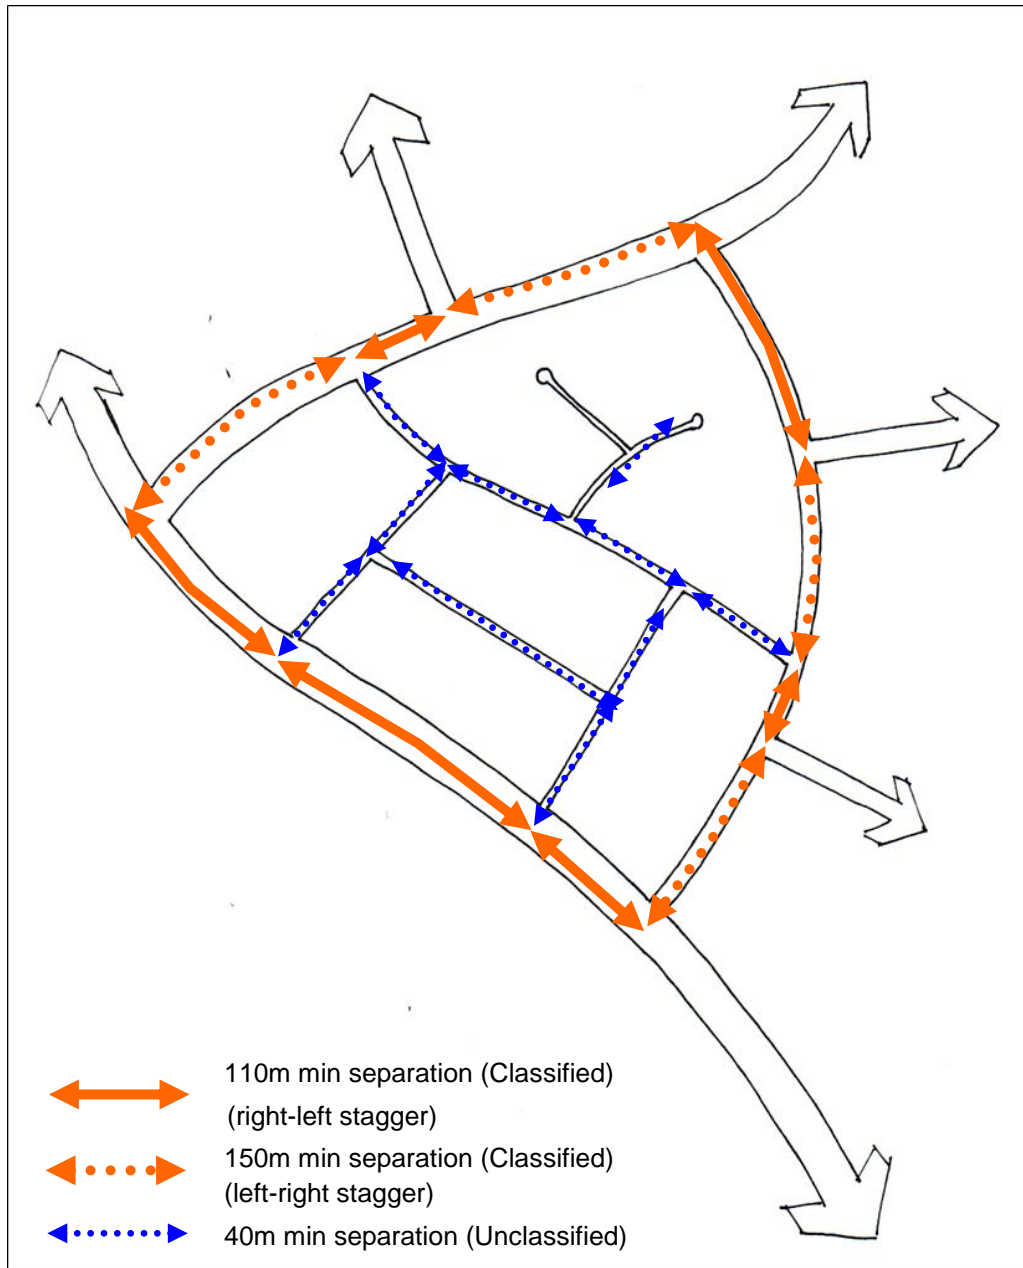 110m min separation (Classified)
(right-left stagger)
150m min separation (Classified)
(left-right stagger)
40m min separation (Unclassified)